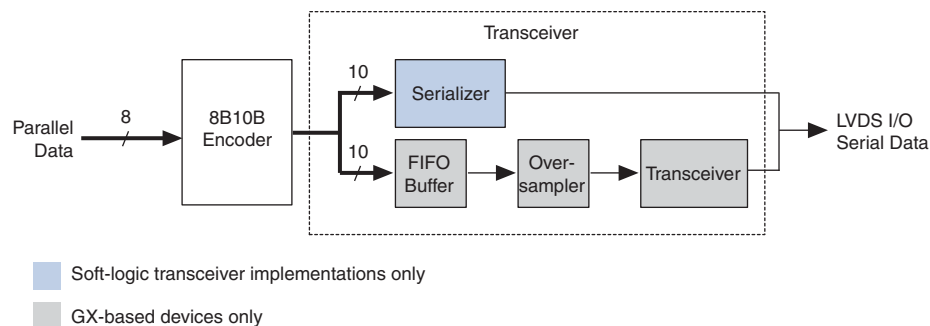 Transceiver
10
8
Parallel
Data
8B10B
Encoder
Serializer
10
FIFO
Buffer
Over-
sampler
Transceiver
LVDS I/O
Serial Data
Soft-logic transceiver implementations only
GX-based devices only